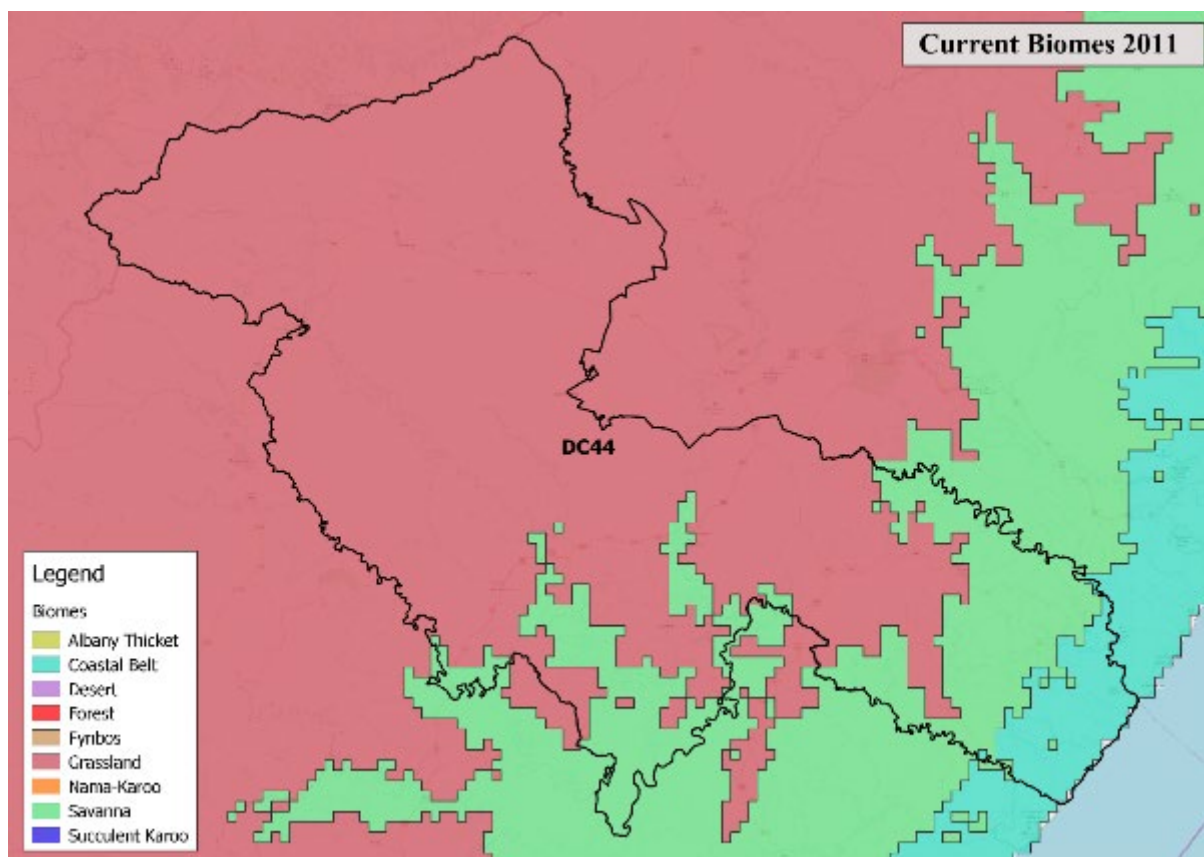 Current Biomes 2011
DC44
Legend
Biomes
Albany Thicket
Coastal Belt
Desert
Forest
Fynbos
Grassland
Nama-Karoo
Savanna
Succulent Karoo